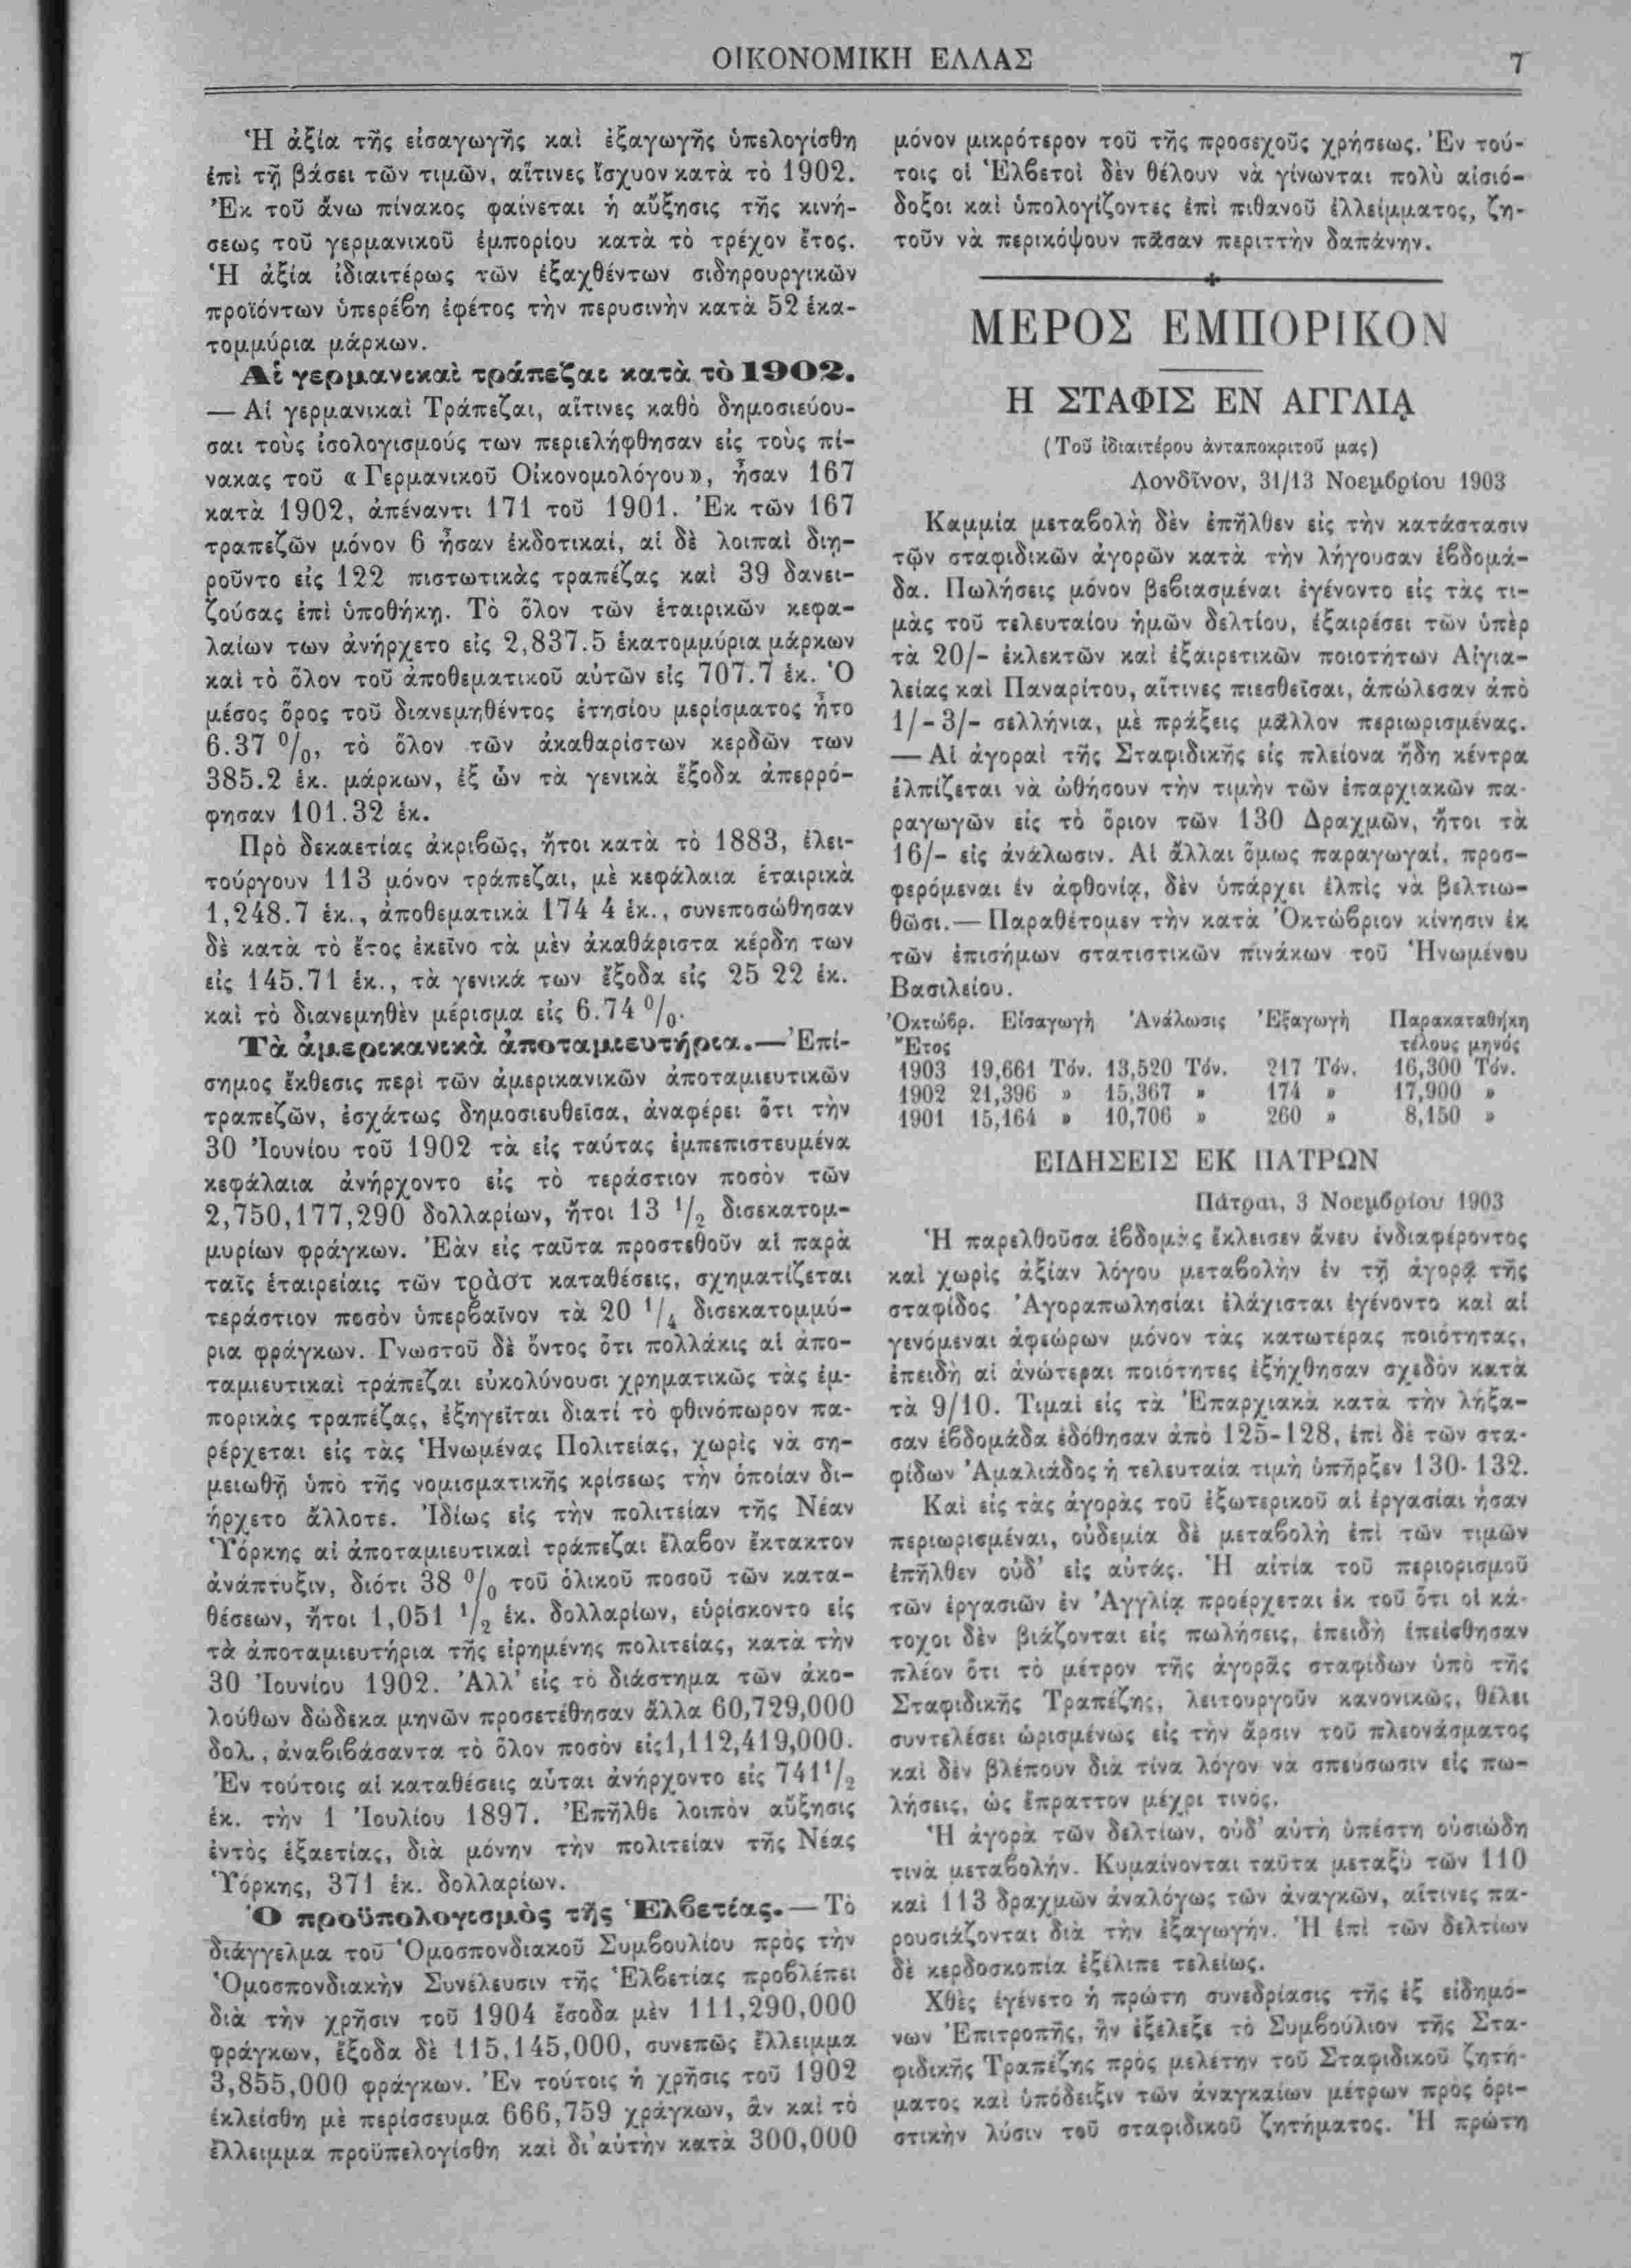 ΟΙΚΟΝΟΜΙΚΗ ΕΛΛΑΣ
7
Ἡ ἀξία τῆς εἰσαγωγῆς καὶ ἐξαγωγῆς ὑπελογίσθη
ἐπὶ τῇ βάσει τῶν τιμῶν, αἵτινες ἴσχυον κατὰ τὸ 1902.
Ἐκ τοῦ ἄνω πίνακος φαίνεται ἡ αὔξησις τῆς κινή-
σεως τοῦ γερμανικοῦ ἐμπορίου κατὰ τὸ τρέχον ἔτος.
Ἡ ἀξία ἰδιαιτέρως τῶν ἐξαχθέντων σιδηρουργικῶν
προϊόντων ὑπερέβη ἐφέτος τὴν περυσινὴν κατὰ 52 ἑκα-
τομμύρια μάρκων.
Αἱ γερμανικαὶ τράπεζαι κατὰ τὸ 1902.
— Αἱ γερμανικαὶ Τράπεζαι, αἵτινες καθὸ δημοσιεύου-
σαι τοὺς ἰσολογισμούς των περιελήφθησαν εἰς τοὺς πί-
νακας τοῦ «Γερμανικοῦ Οἰκονομολόγου», ἦσαν 167
κατὰ 1902, ἀπέναντι 171 τοῦ 1901. Ἐκ τῶν 167
τραπεζῶν μόνον 6 ἦσαν ἐκδοτικαί, αἱ δὲ λοιπαὶ διῃ-
ροῦντο εἰς 122 πιστωτικὰς τραπέζας καὶ 39 δανει-
ζούσας ἐπὶ ὑποθήκῃ. Τὸ ὅλον τῶν ἑταιρικῶν κεφα-
λαίων των ἀνήρχετο εἰς 2,837.5 ἑκατομμύρια μάρκων
καὶ τὸ ὅλον τοῦ ἀποθεματικοῦ αὐτῶν εἰς 707.7 ἑκ. Ὁ
μέσος ὅρος τοῦ διανεμηθέντος ἐτησίου μερίσματος ἦτο
6.37 ⁰/₀, τὸ ὅλον τῶν ἀκαθαρίστων κερδῶν των
385.2 ἑκ. μάρκων, ἐξ ὧν τὰ γενικὰ ἔξοδα ἀπερρό-
φησαν 101.32 ἑκ.
Πρὸ δεκαετίας ἀκριβῶς, ἤτοι κατὰ τὸ 1883, ἐλει-
τούργουν 113 μόνον τράπεζαι, μὲ κεφάλαια ἑταιρικὰ
1,248.7 ἑκ., ἀποθεματικὰ 174 4 ἑκ., συνεποσώθησαν
δὲ κατὰ τὸ ἔτος ἐκεῖνο τὰ μὲν ἀκαθάριστα κέρδη των
εἰς 145.71 ἑκ., τὰ γενικά των ἔξοδα εἰς 25 22 ἑκ.
καὶ τὸ διανεμηθὲν μέρισμα εἰς 6.74 ⁰/₀.
Τὰ ἀμερικανικὰ ἀποταμιευτήρια.—Ἐπί-
σημος ἔκθεσις περὶ τῶν ἀμερικανικῶν ἀποταμιευτικῶν
τραπεζῶν, ἐσχάτως δημοσιευθεῖσα, ἀναφέρει ὅτι τὴν
30 Ἰουνίου τοῦ 1902 τὰ εἰς ταύτας ἐμπεπιστευμένα
κεφάλαια ἀνήρχοντο εἰς τὸ τεράστιον ποσὸν τῶν
2,750,177,290 δολλαρίων, ἤτοι 13 ¹/₂ δισεκατομ-
μυρίων φράγκων. Ἐὰν εἰς ταῦτα προστεθοῦν αἱ παρὰ
ταῖς ἑταιρείαις τῶν τρὰστ καταθέσεις, σχηματίζεται
τεράστιον ποσὸν ὑπερβαῖνον τὰ 20 ¹/₄ δισεκατομμύ-
ρια φράγκων. Γνωστοῦ δὲ ὄντος ὅτι πολλάκις αἱ ἀπο-
ταμιευτικαὶ τράπεζαι εὐκολύνουσι χρηματικῶς τὰς ἐμ-
πορικὰς τραπέζας, ἐξηγεῖται διατί τὸ φθινόπωρον πα-
ρέρχεται εἰς τὰς Ἡνωμένας Πολιτείας, χωρὶς νὰ ση-
μειωθῇ ὑπὸ τῆς νομισματικῆς κρίσεως τὴν ὁποίαν δι-
ήρχετο ἄλλοτε. Ἰδίως εἰς τὴν πολιτείαν τῆς Νέαν
Ὑόρκης αἱ ἀποταμιευτικαὶ τράπεζαι ἔλαβον ἔκτακτον
ἀνάπτυξιν, διότι 38 ⁰/₀ τοῦ ὁλικοῦ ποσοῦ τῶν κατα-
θέσεων, ἤτοι 1,051 ¹/₂ ἑκ. δολλαρίων, εὑρίσκοντο εἰς
τὰ ἀποταμιευτήρια τῆς εἰρημένης πολιτείας, κατὰ τὴν
30 Ἰουνίου 1902. Ἀλλ' εἰς τὸ διάστημα τῶν ἀκο-
λούθων δώδεκα μηνῶν προσετέθησαν ἄλλα 60,729,000
δολ., ἀναβιβάσαντα τὸ ὅλον ποσὸν εἰς 1,112,419,000.
Ἐν τούτοις αἱ καταθέσεις αὗται ἀνήρχοντο εἰς 741¹/₂
ἑκ. τὴν 1 Ἰουλίου 1897. Ἐπῆλθε λοιπὸν αὔξησις
ἐντὸς ἑξαετίας, διὰ μόνην τὴν πολιτείαν τῆς Νέας
Ὑόρκης, 371 ἑκ. δολλαρίων.
Ὁ προϋπολογισμὸς τῆς Ἑλβετίας.—Τὸ
διάγγελμα τοῦ Ὁμοσπονδιακοῦ Συμβουλίου πρὸς τὴν
Ὁμοσπονδιακὴν Συνέλευσιν τῆς Ἑλβετίας προβλέπει
διὰ τὴν χρῆσιν τοῦ 1904 ἔσοδα μὲν 111,290,000
φράγκων, ἔξοδα δὲ 115,145,000, συνεπῶς ἔλλειμμα
3,855,000 φράγκων. Ἐν τούτοις ἡ χρῆσις τοῦ 1902
ἐκλείσθη μὲ περίσσευμα 666,759 χράγκων, ἂν καὶ τὸ
ἔλλειμμα προϋπελογίσθη καὶ δι' αὐτὴν κατὰ 300,000
μόνον μικρότερον τοῦ τῆς προσεχοῦς χρήσεως. Ἐν τού-
τοις οἱ Ἑλβετοὶ δὲν θέλουν νὰ γίνωνται πολὺ αἰσιό-
δοξοι καὶ ὑπολογίζοντες ἐπὶ πιθανοῦ ἐλλείμματος, ζη-
τοῦν νὰ περικόψουν πᾶσαν περιττὴν δαπάνην.
ΜΕΡΟΣ ΕΜΠΟΡΙΚΟΝ
Η ΣΤΑΦΙΣ ΕΝ ΑΓΓΛΙᾼ
(Τοῦ ἰδιαιτέρου ἀνταποκριτοῦ μας)
Λονδῖνον, 31/13 Νοεμβρίου 1903
Καμμία μεταβολὴ δὲν ἐπῆλθεν εἰς τὴν κατάστασιν
τῶν σταφιδικῶν ἀγορῶν κατὰ τὴν λήγουσαν ἑβδομά-
δα. Πωλήσεις μόνον βεβιασμέναι ἐγένοντο εἰς τὰς τι-
μὰς τοῦ τελευταίου ἡμῶν δελτίου, ἐξαιρέσει τῶν ὑπὲρ
τὰ 20/- ἐκλεκτῶν καὶ ἐξαιρετικῶν ποιοτήτων Αἰγια-
λείας καὶ Παναρίτου, αἵτινες πιεσθεῖσαι, ἀπώλεσαν ἀπὸ
1/-3/- σελλήνια, μὲ πράξεις μᾶλλον περιωρισμένας.
— Αἱ ἀγοραὶ τῆς Σταφιδικῆς εἰς πλείονα ἤδη κέντρα
ἐλπίζεται νὰ ὠθήσουν τὴν τιμὴν τῶν ἐπαρχιακῶν πα-
ραγωγῶν εἰς τὸ ὅριον τῶν 130 Δραχμῶν, ἤτοι τὰ
16/- εἰς ἀνάλωσιν. Αἱ ἄλλαι ὅμως παραγωγαί, προσ-
φερόμεναι ἐν ἀφθονίᾳ, δὲν ὑπάρχει ἐλπὶς νὰ βελτιω-
θῶσι.— Παραθέτομεν τὴν κατὰ Ὀκτώβριον κίνησιν ἐκ
τῶν ἐπισήμων στατιστικῶν πινάκων τοῦ Ἡνωμένου
Βασιλείου.
Ὀκτώβρ. Εἰσαγωγὴ Ἀνάλωσις Ἐξαγωγὴ Παρακαταθήκη
Ἔτος τέλους μηνός
1903 19,661 Τόν. 13,520 Τόν. 217 Τόν. 16,300 Τόν.
1902 21,396 » 15,367 » 174 » 17,900 »
1901 15,164 » 10,706 » 260 » 8,150 »
ΕΙΔΗΣΕΙΣ ΕΚ ΠΑΤΡΩΝ
Πάτραι, 3 Νοεμβρίου 1903
Ἡ παρελθοῦσα ἑβδομὰς ἔκλεισεν ἄνευ ἐνδιαφέροντος
καὶ χωρὶς ἀξίαν λόγου μεταβολὴν ἐν τῇ ἀγορᾷ τῆς
σταφίδος Ἀγοραπωλησίαι ἐλάχισται ἐγένοντο καὶ αἱ
γενόμεναι ἀφεώρων μόνον τὰς κατωτέρας ποιότητας,
ἐπειδὴ αἱ ἀνώτεραι ποιότητες ἐξήχθησαν σχεδὸν κατὰ
τὰ 9/10. Τιμαὶ εἰς τὰ Ἐπαρχιακὰ κατὰ τὴν λήξα-
σαν ἑβδομάδα ἐδόθησαν ἀπὸ 125-128, ἐπὶ δὲ τῶν στα-
φίδων Ἀμαλιάδος ἡ τελευταία τιμὴ ὑπῆρξεν 130-132.
Καὶ εἰς τὰς ἀγορὰς τοῦ ἐξωτερικοῦ αἱ ἐργασίαι ἦσαν
περιωρισμέναι, οὐδεμία δὲ μεταβολὴ ἐπὶ τῶν τιμῶν
ἐπῆλθεν οὐδ' εἰς αὐτάς. Ἡ αἰτία τοῦ περιορισμοῦ
τῶν ἐργασιῶν ἐν Ἀγγλίᾳ προέρχεται ἐκ τοῦ ὅτι οἱ κά-
τοχοι δὲν βιάζονται εἰς πωλήσεις, ἐπειδὴ ἐπείσθησαν
πλέον ὅτι τὸ μέτρον τῆς ἀγορᾶς σταφίδων ὑπὸ τῆς
Σταφιδικῆς Τραπέζης, λειτουργοῦν κανονικῶς, θέλει
συντελέσει ὡρισμένως εἰς τὴν ἄρσιν τοῦ πλεονάσματος
καὶ δὲν βλέπουν διὰ τίνα λόγον νὰ σπεύσωσιν εἰς πω-
λήσεις, ὡς ἔπραττον μέχρι τινός.
Ἡ ἀγορὰ τῶν δελτίων, οὐδ' αὐτὴ ὑπέστη οὐσιώδη
τινὰ μεταβολήν. Κυμαίνονται ταῦτα μεταξὺ τῶν 110
καὶ 113 δραχμῶν ἀναλόγως τῶν ἀναγκῶν, αἵτινες πα-
ρουσιάζονται διὰ τὴν ἐξαγωγήν. Ἡ ἐπὶ τῶν δελτίων
δὲ κερδοσκοπία ἐξέλιπε τελείως.
Χθὲς ἐγένετο ἡ πρώτη συνεδρίασις τῆς ἐξ εἰδημό-
νων Ἐπιτροπῆς, ἣν ἐξέλεξε τὸ Συμβούλιον τῆς Στα-
φιδικῆς Τραπέζης πρὸς μελέτην τοῦ Σταφιδικοῦ ζητή-
ματος καὶ ὑπόδειξιν τῶν ἀναγκαίων μέτρων πρὸς ὁρι-
στικὴν λύσιν τοῦ σταφιδικοῦ ζητήματος. Ἡ πρώτη